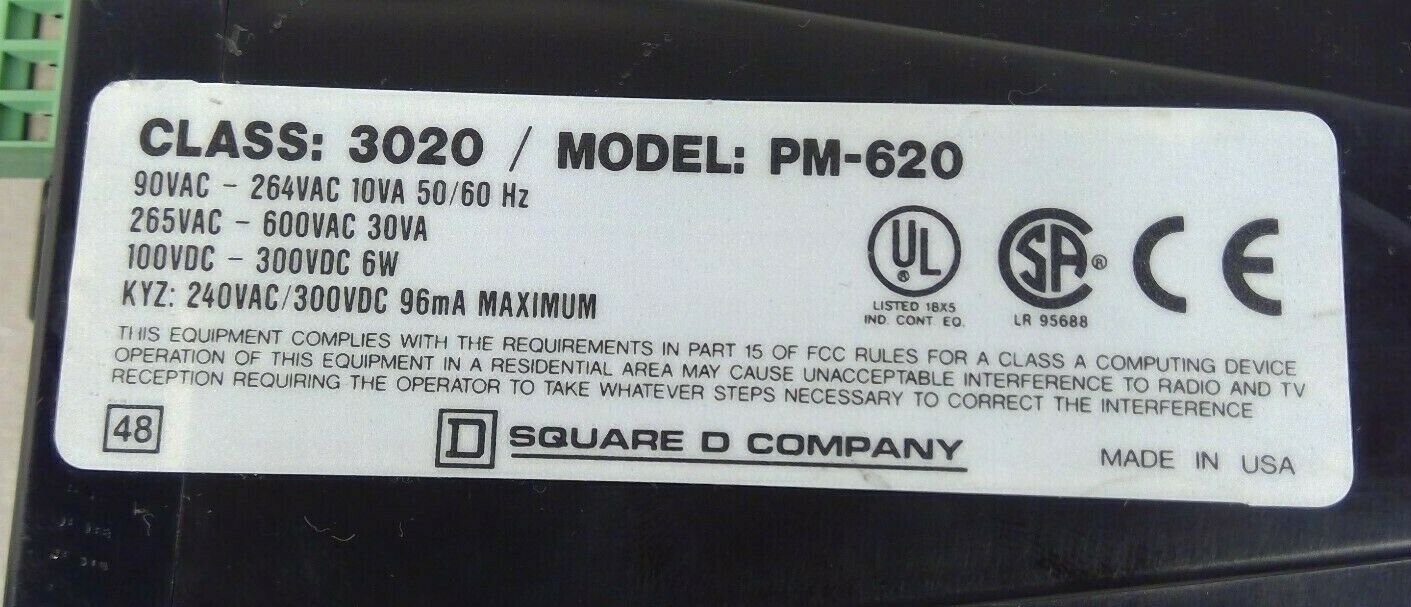 CLASS: 3020 / MODEL: PM-620
90VAC - 264VAC 10VA 50/60 Hz
265VAC - 600VAC 30VA
100VDC - 300VDC 6W
KYZ: 240VAC/300VDC 96mA MAXIMUM
UL ®
LISTED 18X5
IND. CONT. EQ.
SA ®
LR 95688
CE
THIS EQUIPMENT COMPLIES WITH THE REQUIREMENTS IN PART 15 OF FCC RULES FOR A CLASS A COMPUTING DEVICE
OPERATION OF THIS EQUIPMENT IN A RESIDENTIAL AREA MAY CAUSE UNACCEPTABLE INTERFERENCE TO RADIO AND TV
RECEPTION REQUIRING THE OPERATOR TO TAKE WHATEVER STEPS NECESSARY TO CORRECT THE INTERFERENCE
48
D SQUARE D COMPANY
MADE IN USA